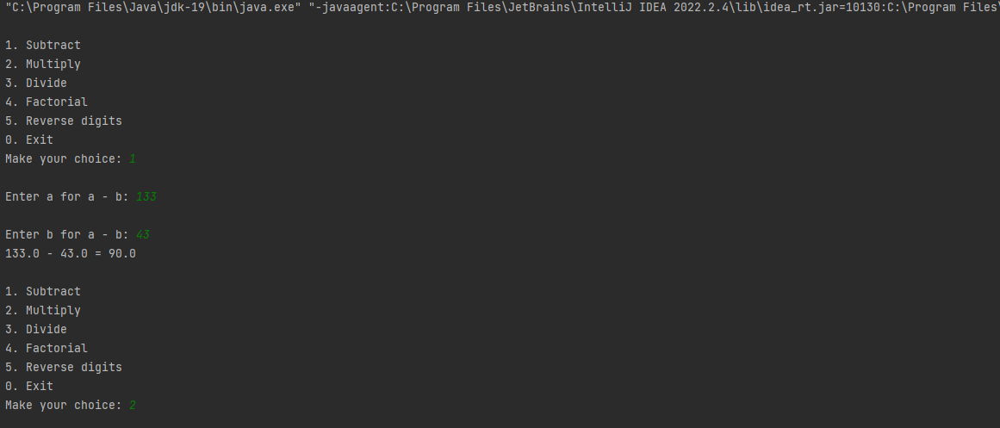 "C:\Program Files\Java\jdk-19\bin\java.exe" "-javaagent:C:\Program Files\JetBrains\IntelliJ IDEA 2022.2.4\lib\idea_rt.jar=10130:C:\Program Files\
1. Subtract
2. Multiply
3. Divide
4. Factorial
5. Reverse digits
0. Exit
Make your choice: 1
Enter a for a - b: 133
Enter b for a - b: 43
133.0 - 43.0 = 90.0
1. Subtract
2. Multiply
3. Divide
4. Factorial
5. Reverse digits
0. Exit
Make your choice: 2